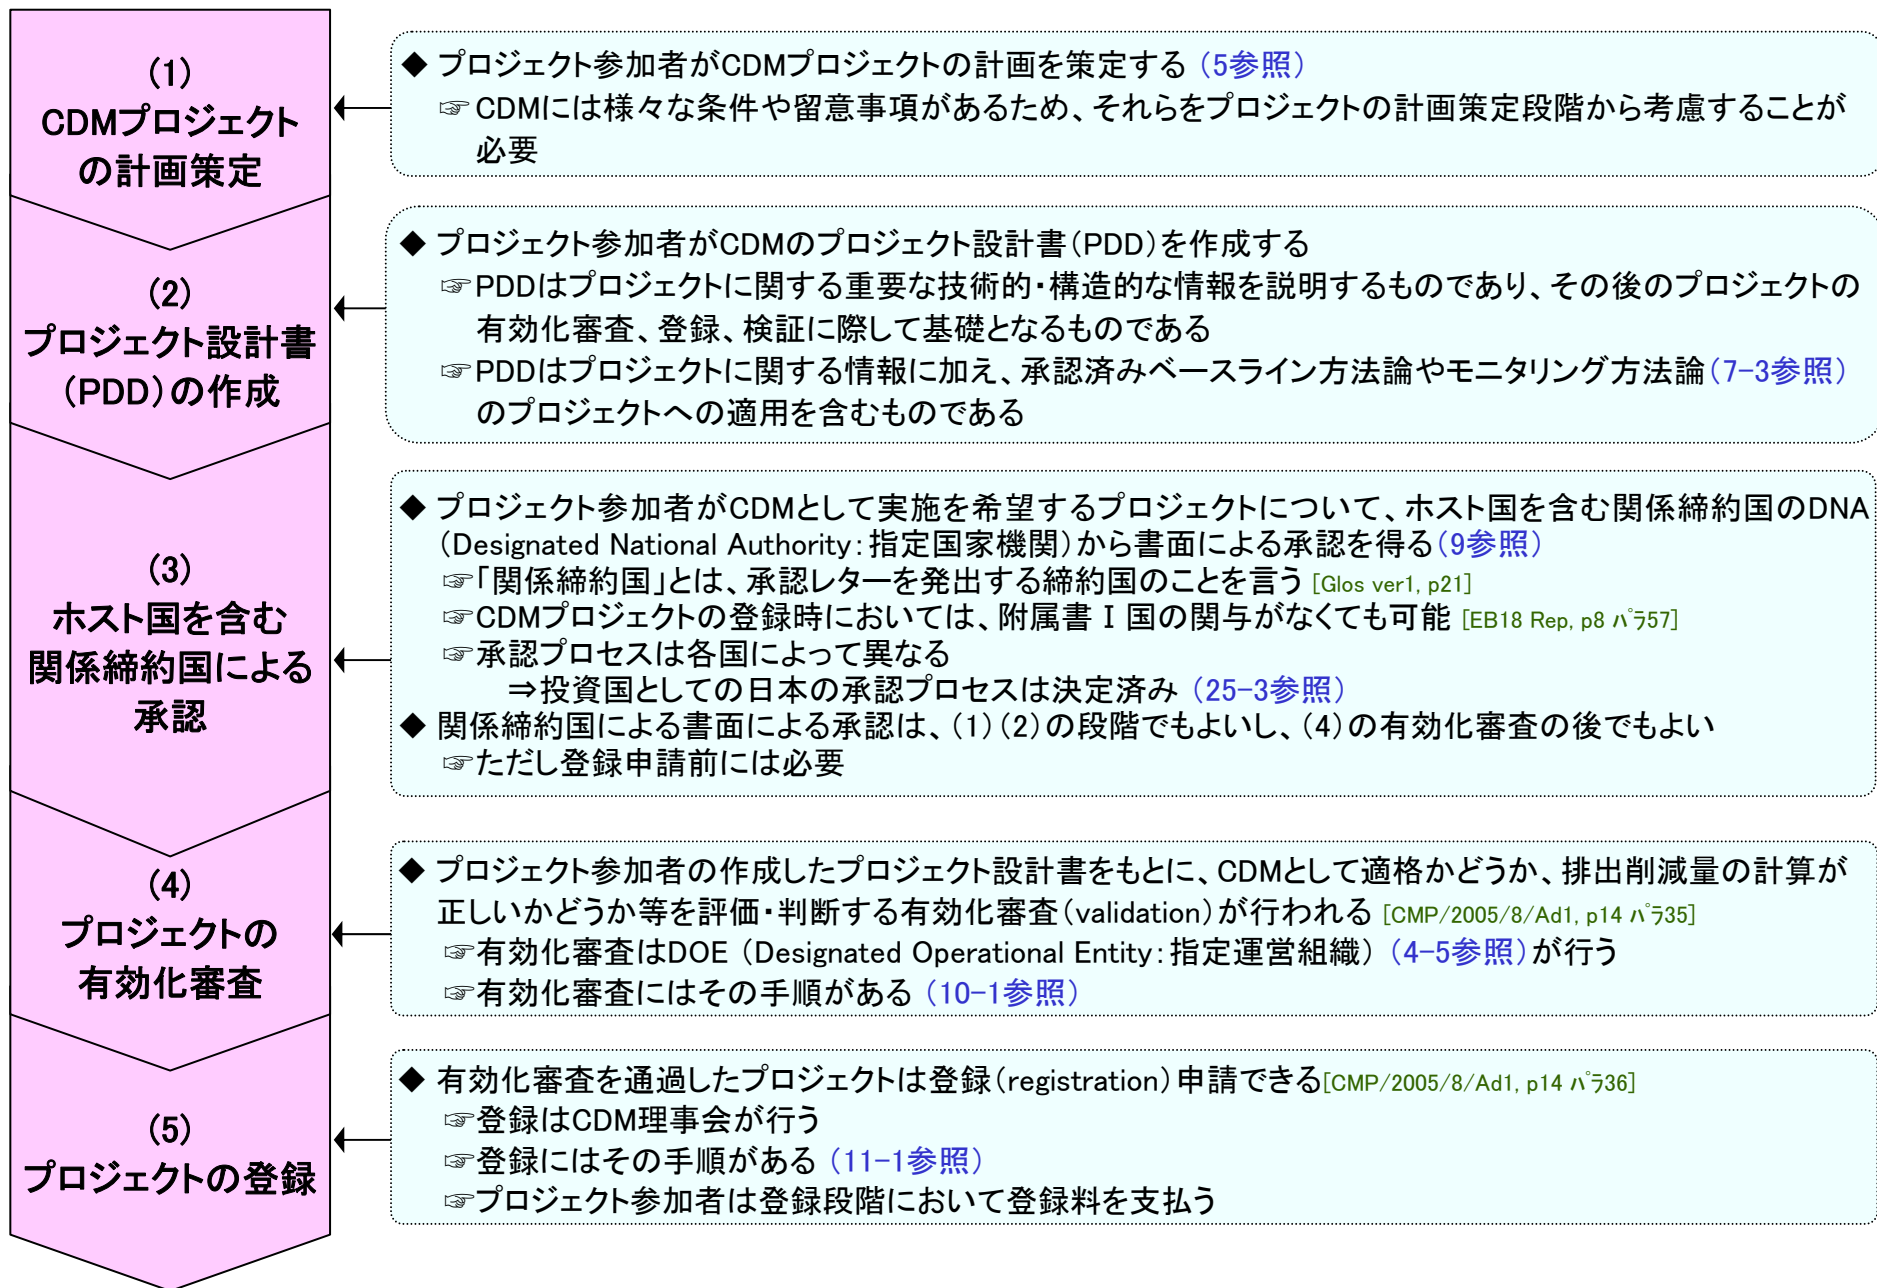 (1)
CDMプロジェクト
の計画策定
◆ プロジェクト参加者がCDMプロジェクトの計画を策定する (5参照)
☞ CDMには様々な条件や留意事項があるため、それらをプロジェクトの計画策定段階から考慮することが
必要
(2)
プロジェクト設計書
(PDD)の作成
◆ プロジェクト参加者がCDMのプロジェクト設計書(PDD)を作成する
☞PDDはプロジェクトに関する重要な技術的・構造的な情報を説明するものであり、その後のプロジェクトの
有効化審査、登録、検証に際して基礎となるものである
☞PDDはプロジェクトに関する情報に加え、承認済みベースライン方法論やモニタリング方法論(7-3参照)
のプロジェクトへの適用を含むものである
(3)
ホスト国を含む
関係締約国による
承認
◆ プロジェクト参加者がCDMとして実施を希望するプロジェクトについて、ホスト国を含む関係締約国のDNA
(Designated National Authority:指定国家機関)から書面による承認を得る(9参照)
☞「関係締約国」とは、承認レターを発出する締約国のことを言う [Glos ver1, p21]
☞CDMプロジェクトの登録時においては、附属書Ⅰ国の関与がなくても可能 [EB18 Rep, p8 ﾊﾟﾗ57]
☞承認プロセスは各国によって異なる
⇒投資国としての日本の承認プロセスは決定済み (25-3参照)
◆ 関係締約国による書面による承認は、(1)(2)の段階でもよいし、(4)の有効化審査の後でもよい
☞ただし登録申請前には必要
(4)
プロジェクトの
有効化審査
◆ プロジェクト参加者の作成したプロジェクト設計書をもとに、CDMとして適格かどうか、排出削減量の計算が
正しいかどうか等を評価・判断する有効化審査(validation)が行われる [CMP/2005/8/Ad1, p14 ﾊﾟﾗ35]
☞有効化審査はDOE (Designated Operational Entity:指定運営組織) (4-5参照)が行う
☞有効化審査にはその手順がある (10-1参照)
(5)
プロジェクトの登録
◆ 有効化審査を通過したプロジェクトは登録(registration)申請できる[CMP/2005/8/Ad1, p14 ﾊﾟﾗ36]
☞登録はCDM理事会が行う
☞登録にはその手順がある (11-1参照)
☞プロジェクト参加者は登録段階において登録料を支払う